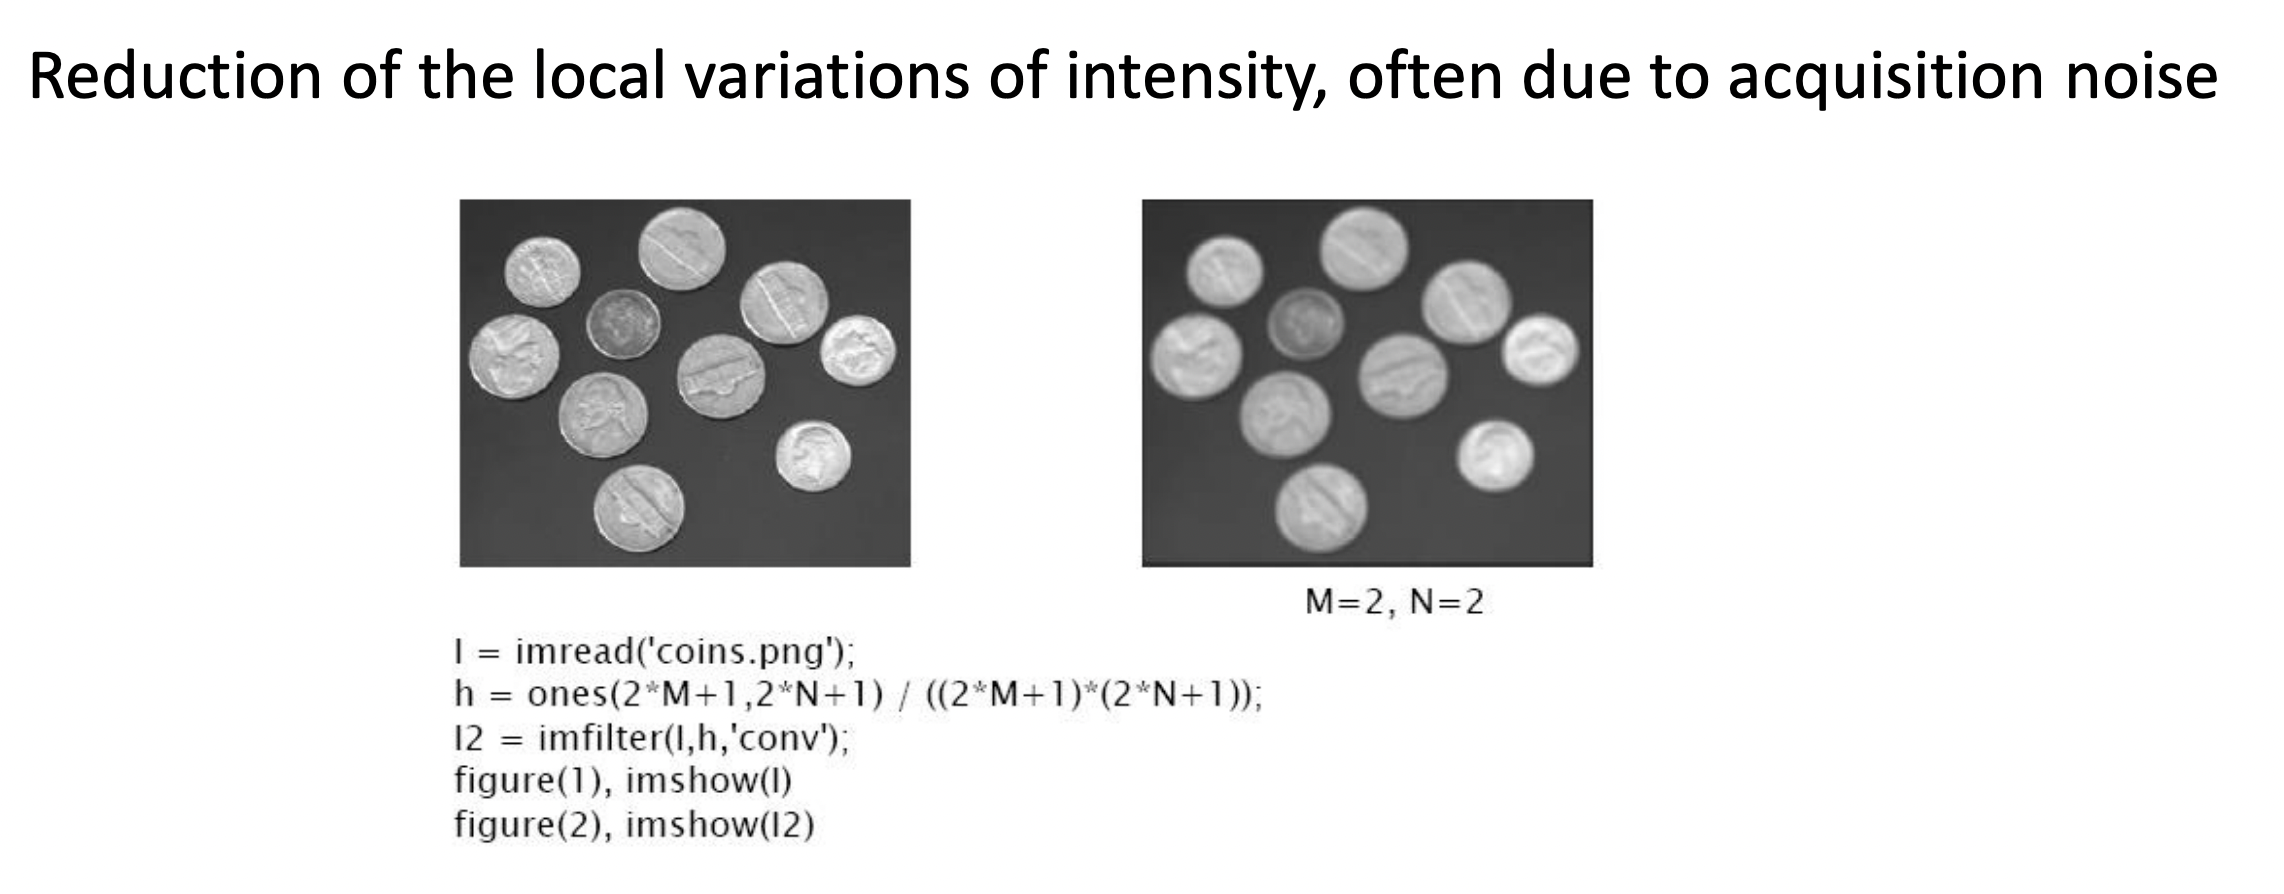 Reduction of the local variations of intensity, often due to acquisition noise
M=2, N=2
I = imread('coins.png');
h = ones(2*M+1,2*N+1) / ((2*M+1)*(2*N+1));
I2 = imfilter(I,h,'conv');
figure(1), imshow(I)
figure(2), imshow(I2)